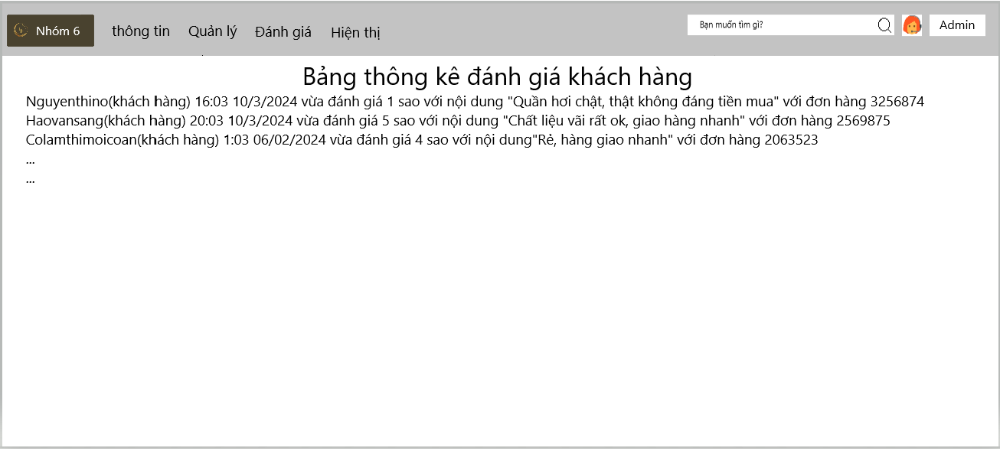 Nhóm 6 thông tin Quản lý Đánh giá Hiện thị Bạn muốn tìm gì? Admin
Bảng thông kê đánh giá khách hàng
Nguyenthino(khách hàng) 16:03 10/3/2024 vừa đánh giá 1 sao với nội dung "Quần hơi chật, thật không đáng tiền mua" với đơn hàng 3256874
Haovansang(khách hàng) 20:03 10/3/2024 vừa đánh giá 5 sao với nội dung "Chất liệu vãi rất ok, giao hàng nhanh" với đơn hàng 2569875
Colamthimoicoan(khách hàng) 1:03 06/02/2024 vừa đánh giá 4 sao với nội dung"Rẻ, hàng giao nhanh" với đơn hàng 2063523
...
...